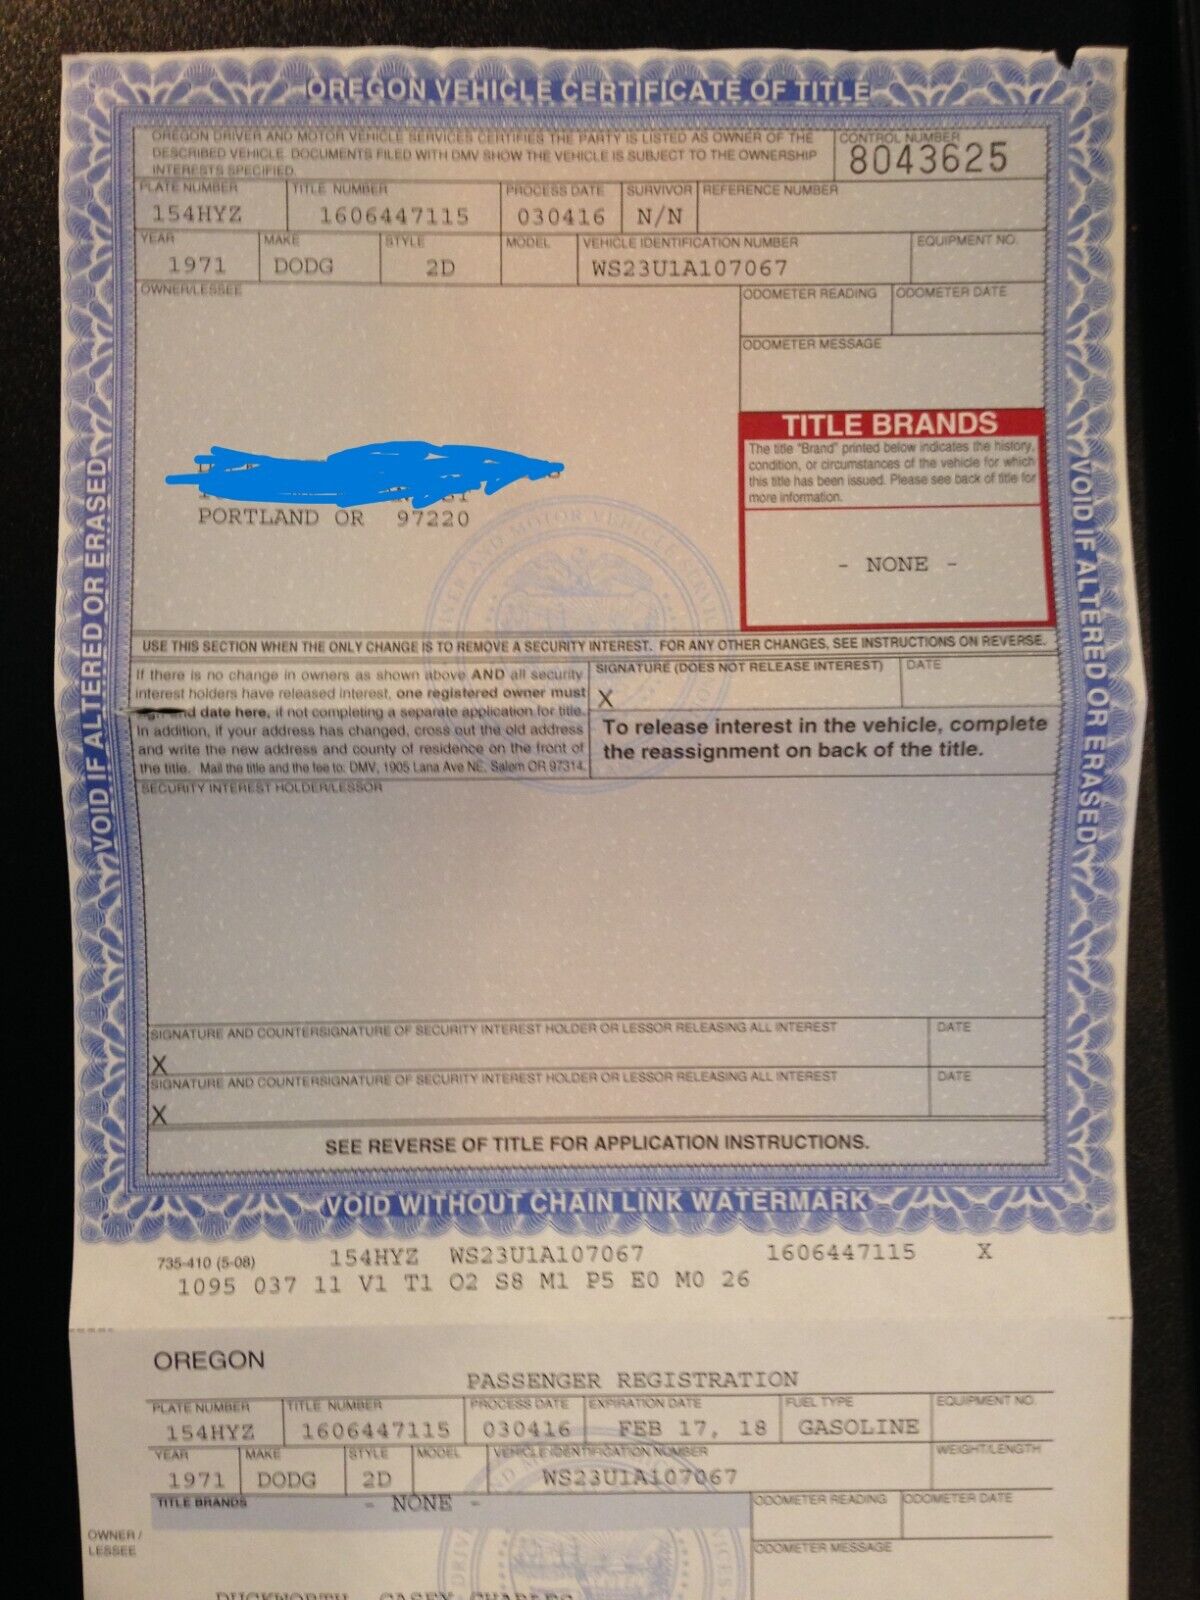 OREGON VEHICLE CERTIFICATE OF TITLE
OREGON DRIVER AND MOTOR VEHICLE SERVICES CERTIFIES THE PARTY IS LISTED AS OWNER OF THE
DESCRIBED VEHICLE. DOCUMENTS FILED WITH DMV SHOW THE VEHICLE IS SUBJECT TO THE OWNERSHIP
INTERESTS SPECIFIED.
CONTROL NUMBER
8043625
PLATE NUMBER TITLE NUMBER PROCESS DATE SURVIVOR REFERENCE NUMBER
154HYZ 1606447115 030416 N/N
YEAR MAKE STYLE MODEL VEHICLE IDENTIFICATION NUMBER EQUIPMENT NO.
1971 DODG 2D WS23U1A107067
OWNER/LESSEE
ODOMETER READING ODOMETER DATE
ODOMETER MESSAGE
TITLE BRANDS
The title "Brand" printed below indicates the history,
condition, or circumstances of the vehicle for which
this title has been issued. Please see back of title for
more information.
- NONE -
PORTLAND OR 97220
USE THIS SECTION WHEN THE ONLY CHANGE IS TO REMOVE A SECURITY INTEREST. FOR ANY OTHER CHANGES, SEE INSTRUCTIONS ON REVERSE.
If there is no change in owners as shown above AND all security
interest holders have released interest, one registered owner must
and date here, if not completing a separate application for title.
In addition, if your address has changed, cross out the old address
and write the new address and county of residence on the front of
the title. Mail the title and the fee to: DMV, 1905 Lana Ave NE, Salem OR 97314.
SIGNATURE (DOES NOT RELEASE INTEREST) DATE
X
To release interest in the vehicle, complete
the reassignment on back of the title.
SECURITY INTEREST HOLDER/LESSOR
SIGNATURE AND COUNTERSIGNATURE OF SECURITY INTEREST HOLDER OR LESSOR RELEASING ALL INTEREST DATE
X
SIGNATURE AND COUNTERSIGNATURE OF SECURITY INTEREST HOLDER OR LESSOR RELEASING ALL INTEREST DATE
X
SEE REVERSE OF TITLE FOR APPLICATION INSTRUCTIONS.
VOID IF ALTERED OR ERASED
VOID IF ALTERED OR ERASED
VOID WITHOUT CHAIN LINK WATERMARK
735-410 (5-08) 154HYZ WS23U1A107067 1606447115 X
1095 037 11 V1 T1 O2 S8 M1 P5 E0 M0 26
OREGON
PASSENGER REGISTRATION
PLATE NUMBER TITLE NUMBER PROCESS DATE EXPIRATION DATE FUEL TYPE EQUIPMENT NO.
154HYZ 1606447115 030416 FEB 17, 18 GASOLINE
YEAR MAKE STYLE MODEL VEHICLE IDENTIFICATION NUMBER WEIGHT/LENGTH
1971 DODG 2D WS23U1A107067
TITLE BRANDS - NONE -
ODOMETER READING ODOMETER DATE
OWNER/
LESSEE
ODOMETER MESSAGE